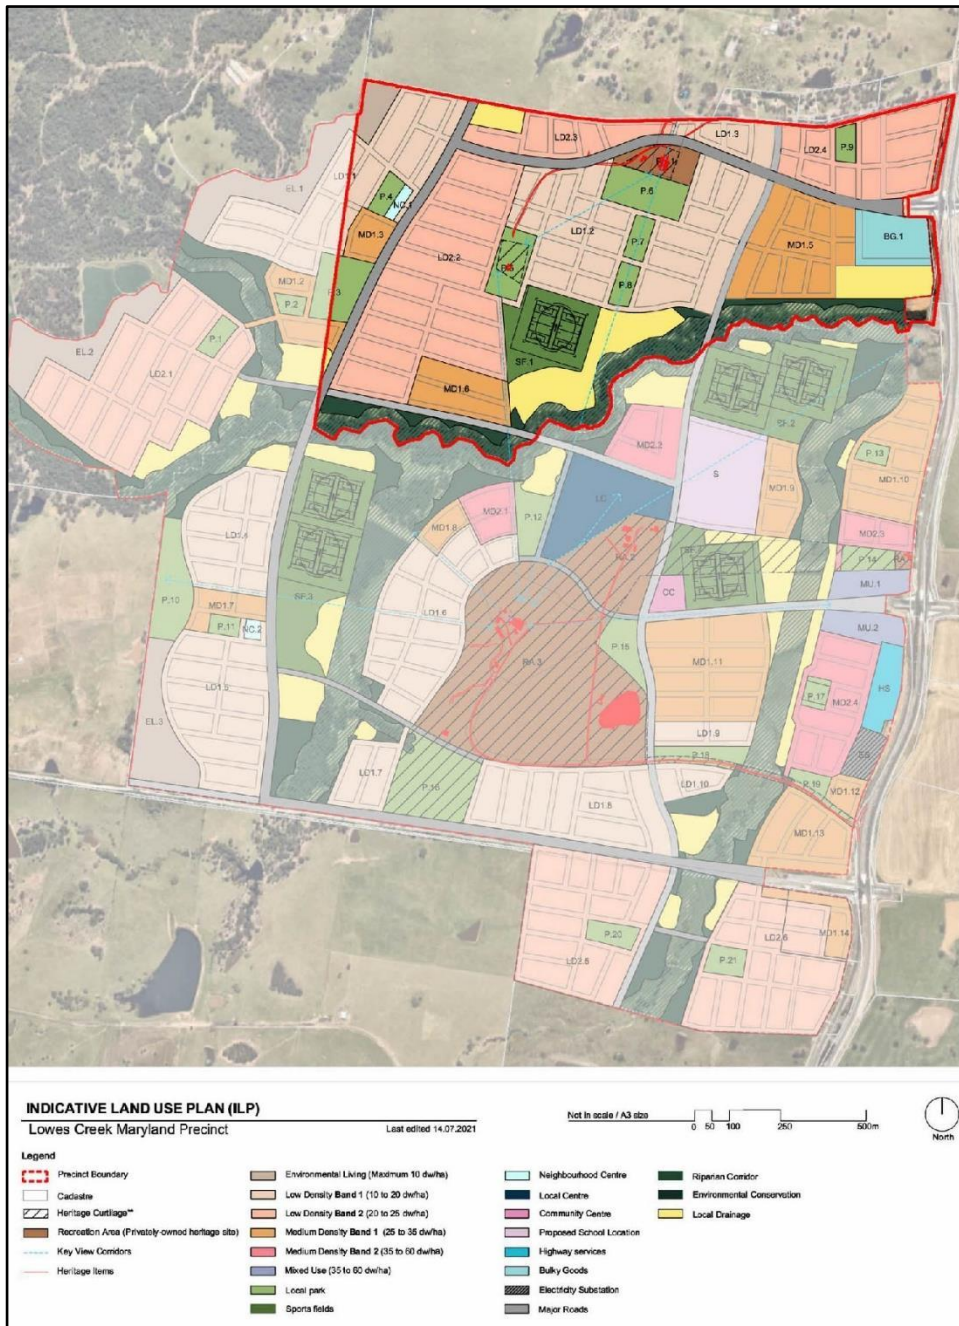 LD2.3
LD1.3
LD2.4
P.9
LD1.1
EL.1
P.4
NC.1
P.6
MD1.3
LD1.2
P.7
MD1.5
BG.1
LD2.2
MD1.2
P.3
P.2
P.8
EL.2
P.1
LD2.1
SF.1
MD1.6
SF.2
MD2.2
P.13
LC
S
MD1.9
MD1.10
MD2.1
P.12
MD1.8
MD2.3
LD1.4
P.14
MU.1
CC
P.10
MD1.7
SF.3
LD1.6
P.11
NC.2
MU.2
P.15
MD1.11
RA.3
LD1.5
HS
P.17
MD2.4
EL.3
LD1.9
P.18
LD1.7
P.16
LD1.10
P.19
MD1.12
LD1.8
MD1.13
LD2.6
MD1.14
P.20
LD2.5
P.21
INDICATIVE LAND USE PLAN (ILP)
Lowes Creek Maryland Precinct
Last edited 14.07.2021
Not in scale / A3 size
0 50 100 250 500m
North
Legend
Precinct Boundary
Cadastre
Heritage Curtilage**
Recreation Area (Privately-owned heritage site)
Key View Corridors
Heritage Items
Environmental Living (Maximum 10 dw/ha)
Low Density Band 1 (10 to 20 dw/ha)
Low Density Band 2 (20 to 25 dw/ha)
Medium Density Band 1 (25 to 35 dw/ha)
Medium Density Band 2 (35 to 60 dw/ha)
Mixed Use (35 to 60 dw/ha)
Local park
Sports fields
Neighbourhood Centre
Local Centre
Community Centre
Proposed School Location
Highway services
Bulky Goods
Electricity Substation
Major Roads
Riparian Corridor
Environmental Conservation
Local Drainage